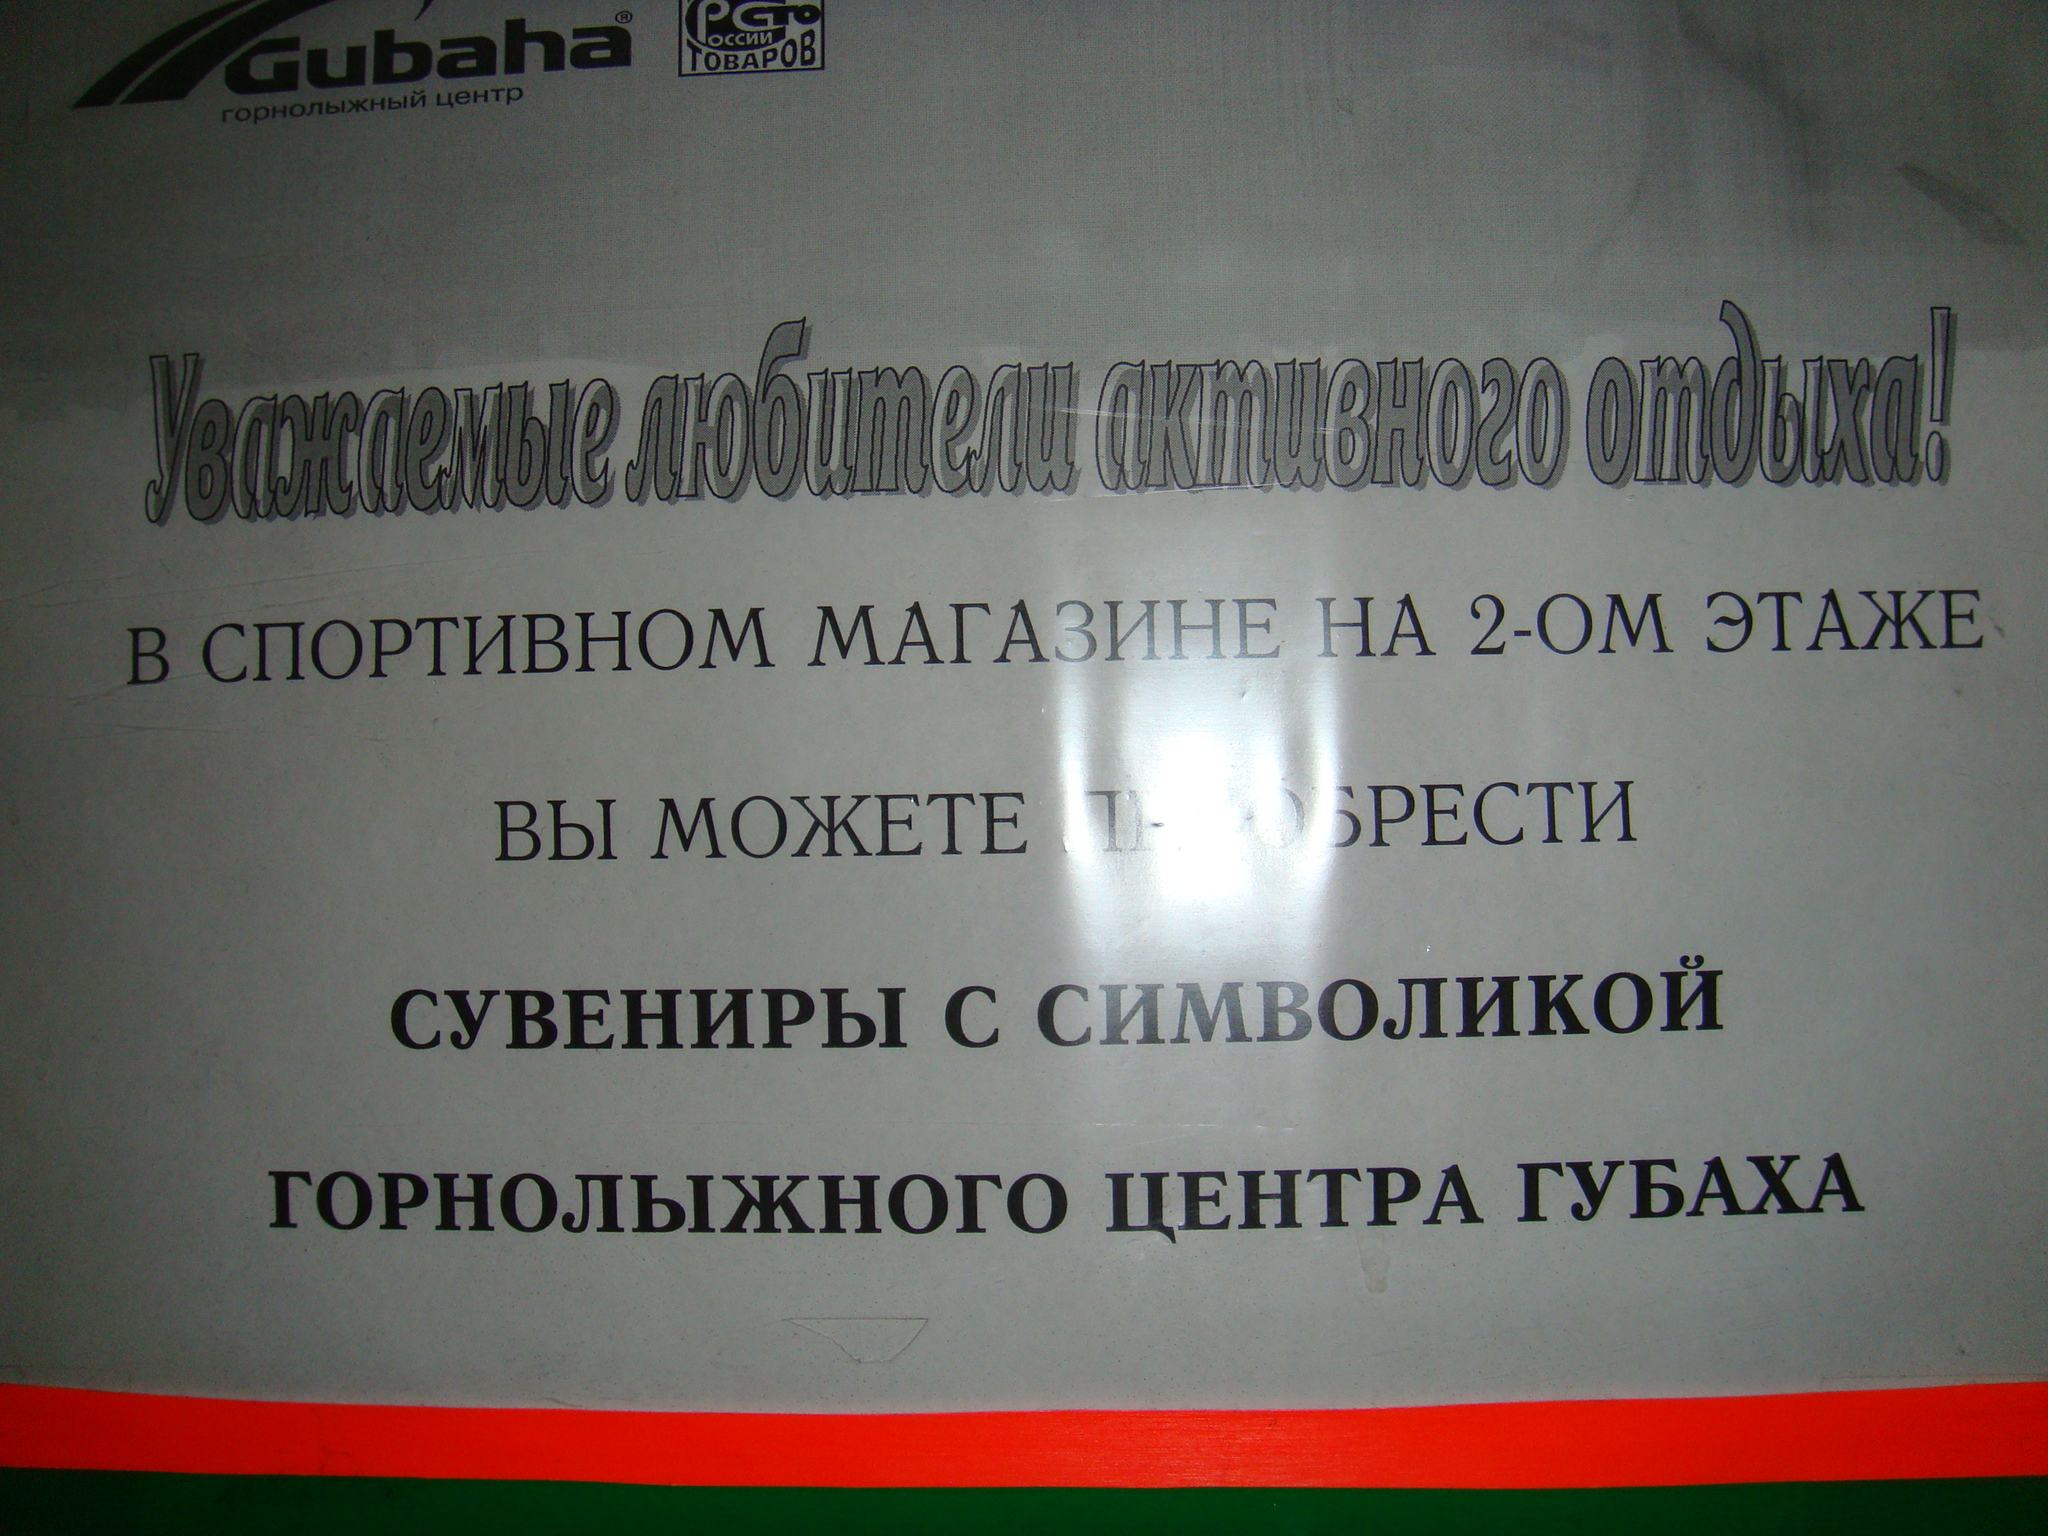 Gubaha®
горнолыжный центр
России
ТОВАРОВ
Уважаемые любители активного отдыха!
В СПОРТИВНОМ МАГАЗИНЕ НА 2-ОМ ЭТАЖЕ
ВЫ МОЖЕТЕ ПРИОБРЕСТИ
СУВЕНИРЫ С СИМВОЛИКОЙ
ГОРНОЛЫЖНОГО ЦЕНТРА ГУБАХА